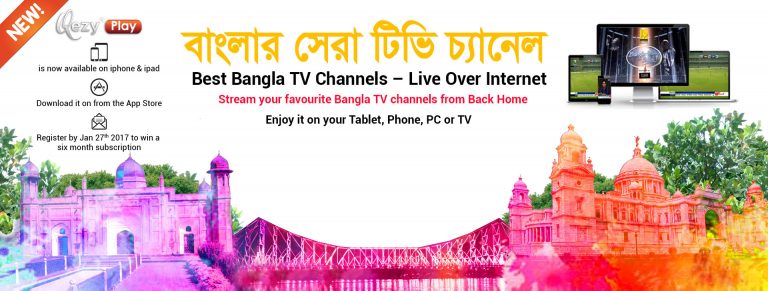 NEW!
Qezy Play
is now available on iphone & ipad
Download it on from the App Store
Register by Jan 27th 2017 to win a
six month subscription
বাংলার সেরা টিভি চ্যানেল
Best Bangla TV Channels – Live Over Internet
Stream your favourite Bangla TV channels from Back Home
Enjoy it on your Tablet, Phone, PC or TV